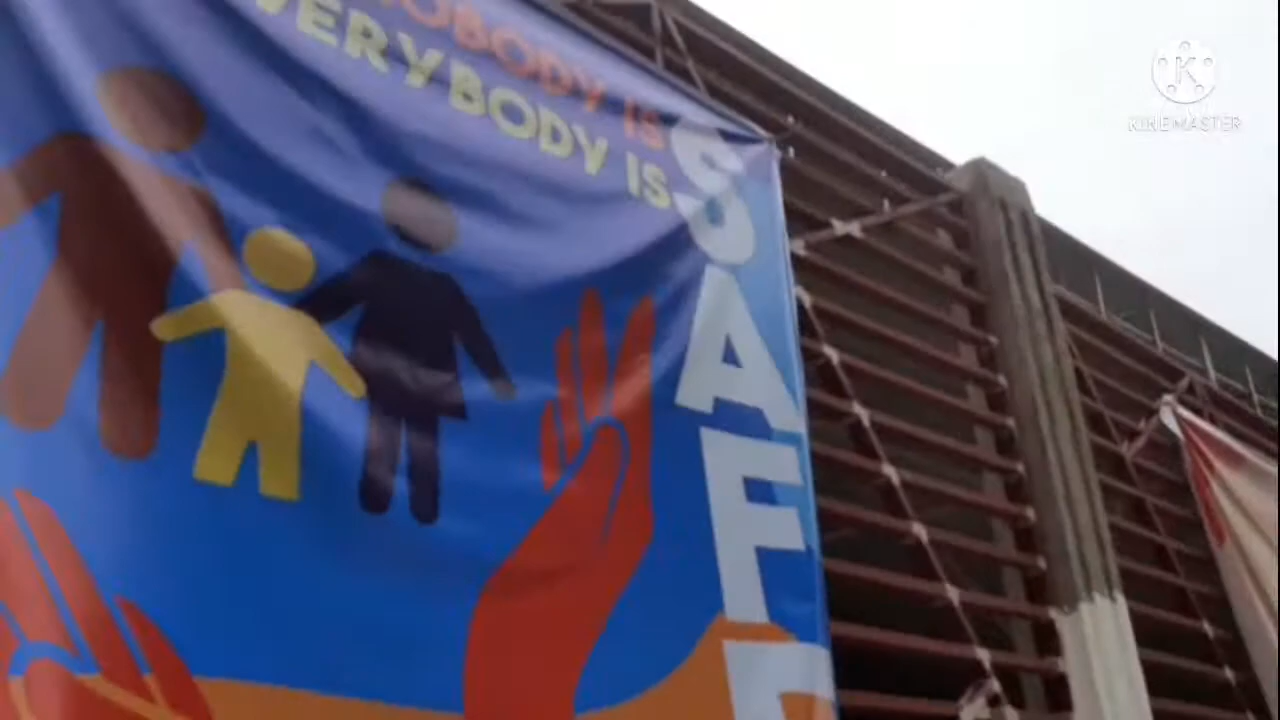 NOBODY IS
EVERYBODY IS
SAFE
K
KINEMASTER